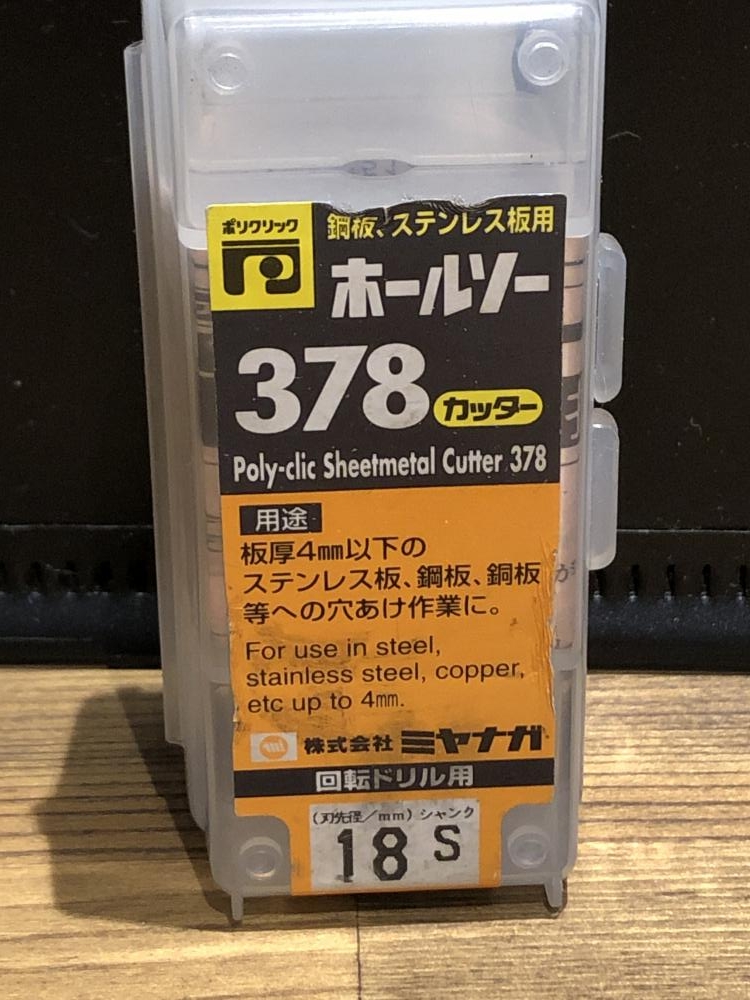 ポリクリック
鋼板、ステンレス板用
ホールソー
378 カッター
Poly-clic Sheetmetal Cutter 378
用途
板厚4㎜以下の
ステンレス板、鋼板、銅板
等への穴あけ作業に。
For use in steel,
stainless steel, copper,
etc up to 4㎜.
株式会社 ミヤナガ
回転ドリル用
(刃先径/mm) シャンク
18 S